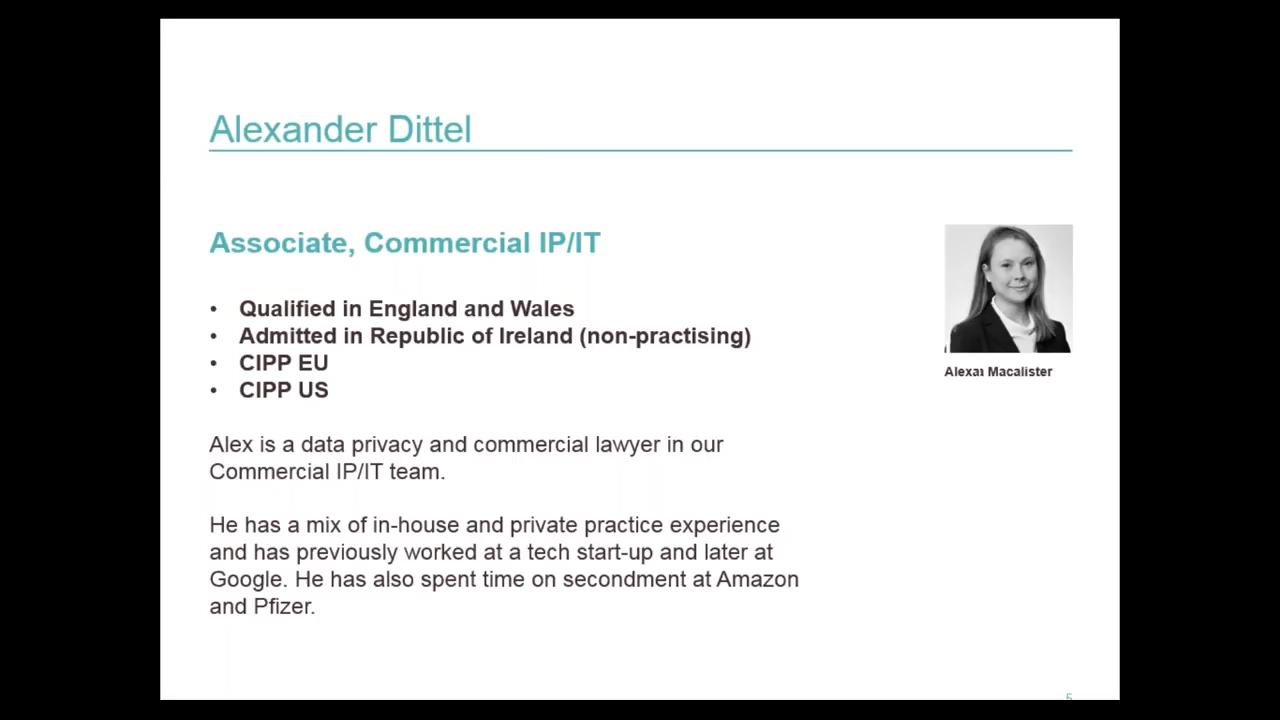 Alexander Dittel
Associate, Commercial IP/IT
• Qualified in England and Wales
• Admitted in Republic of Ireland (non-practising)
• CIPP EU
• CIPP US
Macalister
Alex is a data privacy and commercial lawyer in our
Commercial IP/IT team.
He has a mix of in-house and private practice experience
and has previously worked at a tech start-up and later at
Google. He has also spent time on secondment at Amazon
and Pfizer.
5